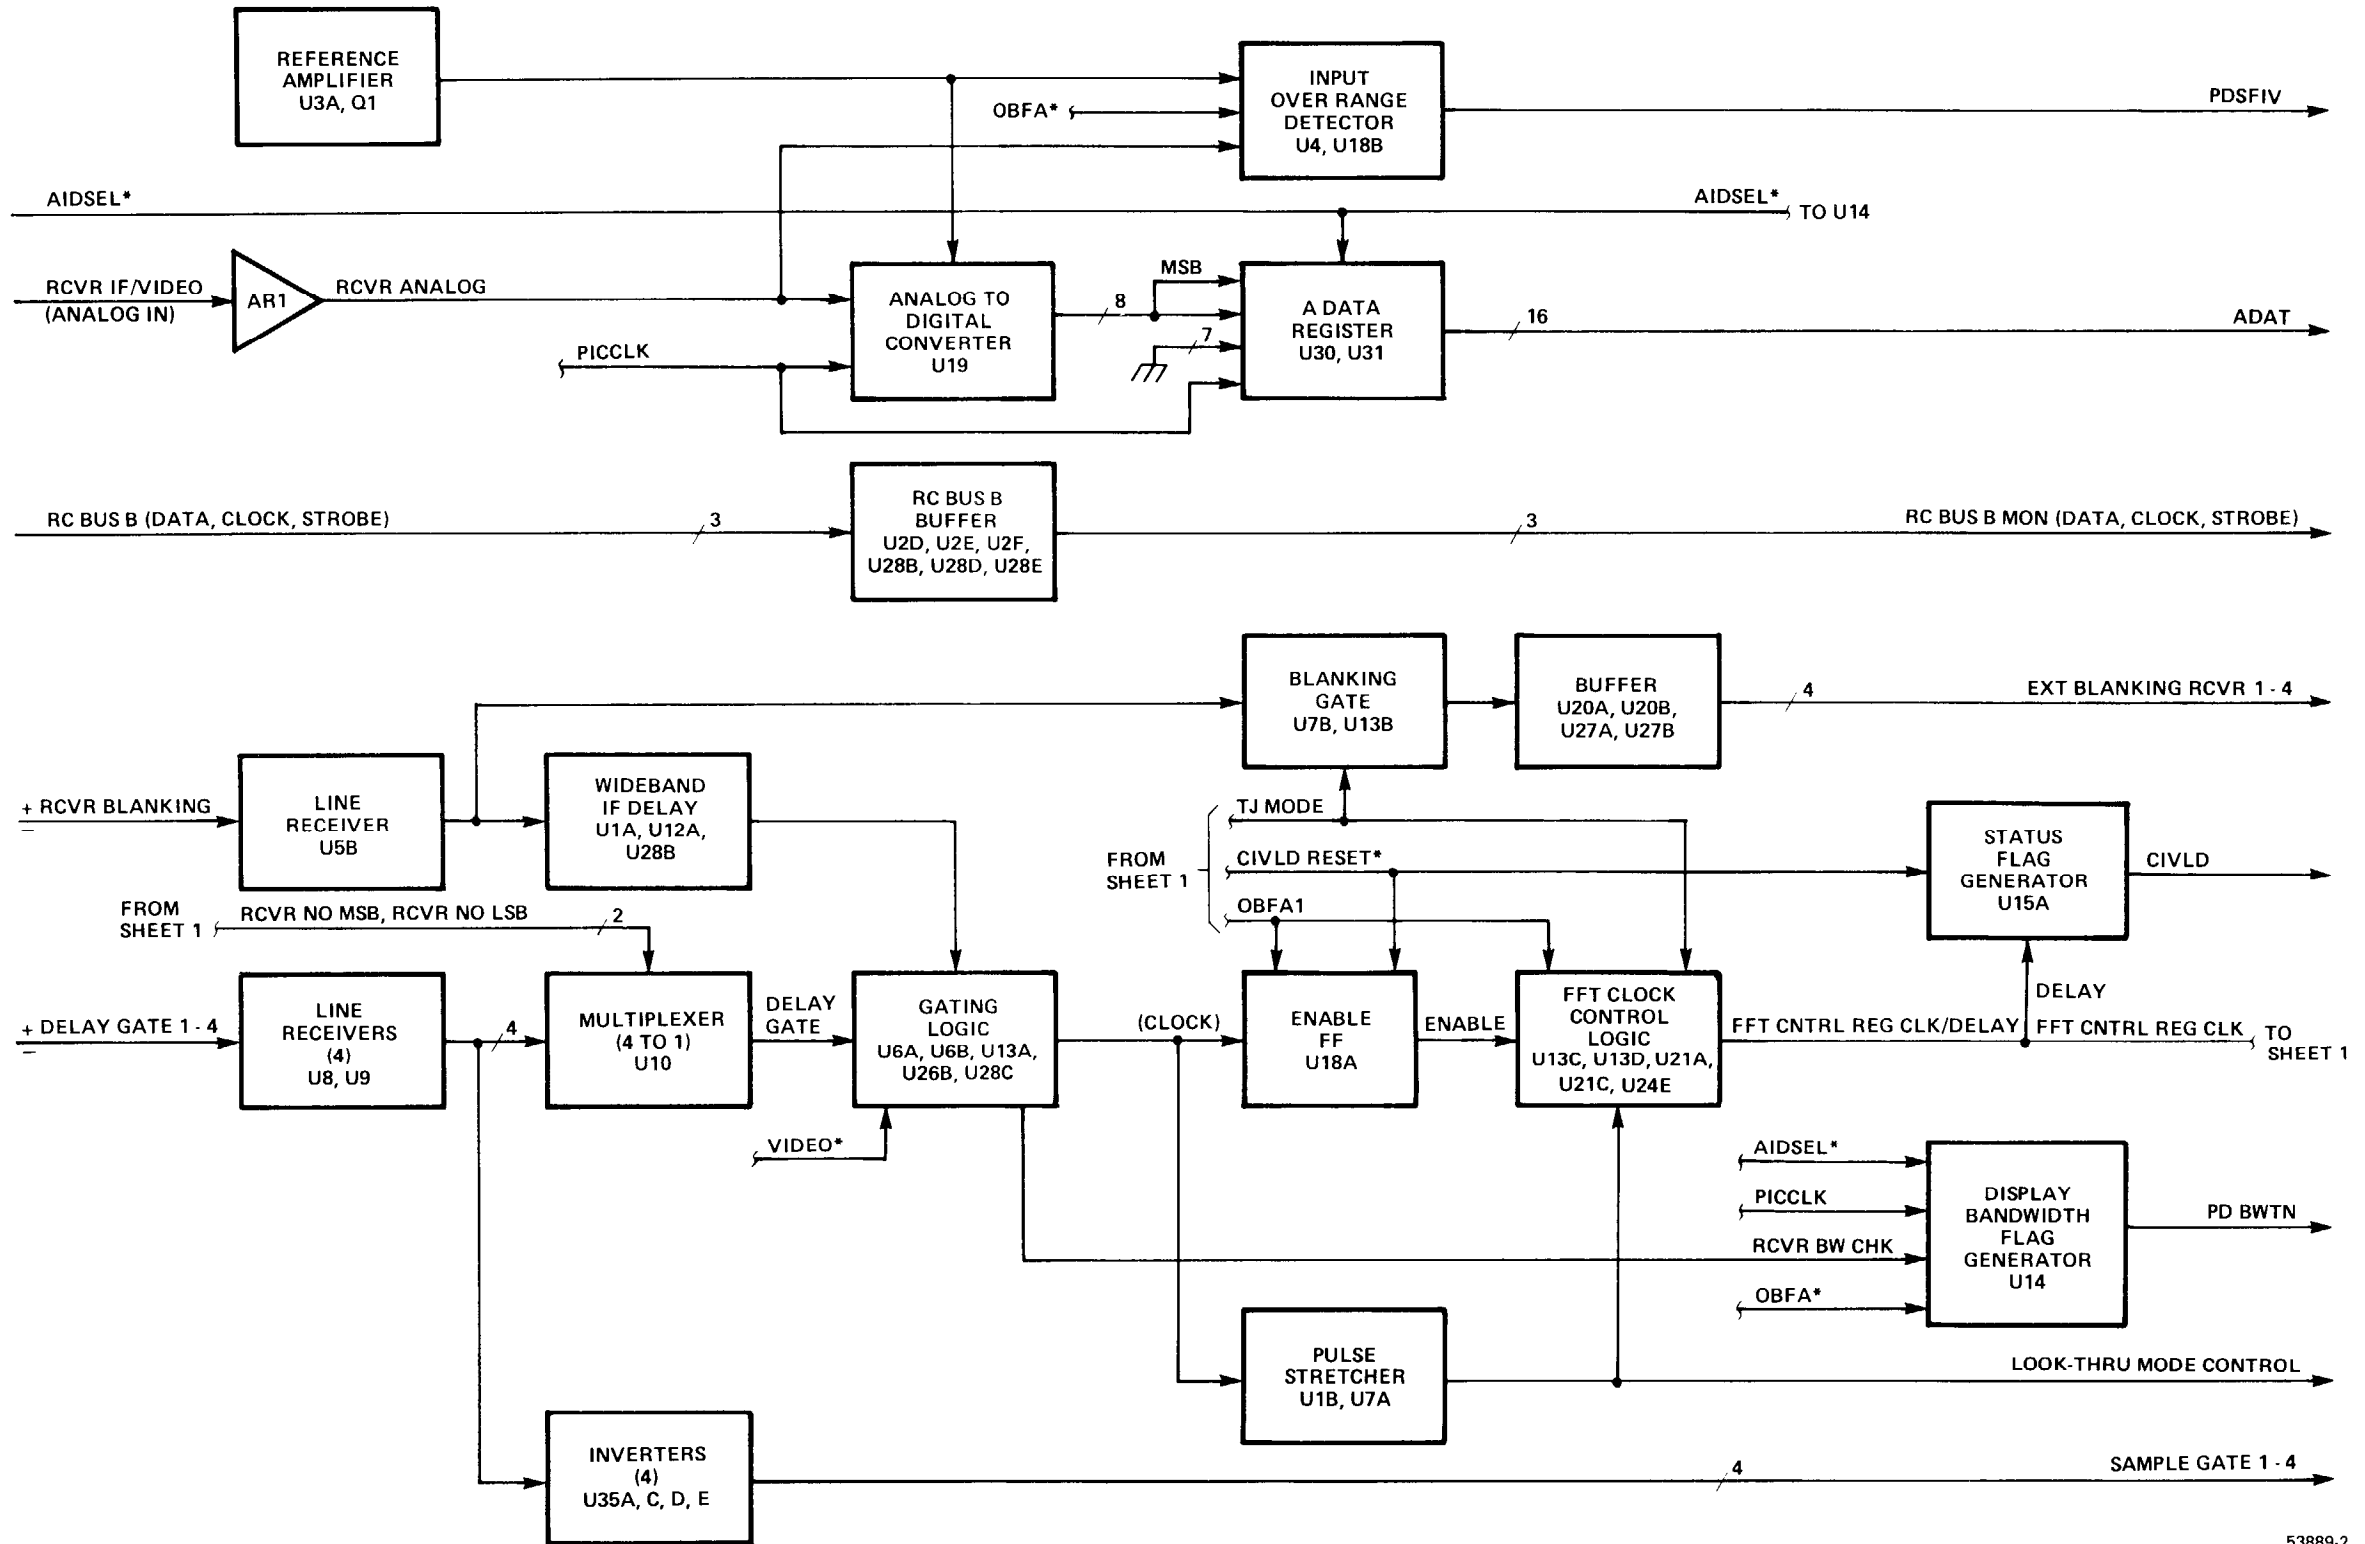 REFERENCE
AMPLIFIER
U3A, Q1
INPUT
OVER RANGE
DETECTOR
U4, U18B
OBFA*
PDSFIV
AIDSEL*
AIDSEL*
TO U14
RCVR IF/VIDEO
(ANALOG IN)
AR1
RCVR ANALOG
PICCLK
ANALOG TO
DIGITAL
CONVERTER
U19
8
MSB
7
A DATA
REGISTER
U30, U31
16
ADAT
RC BUS B (DATA, CLOCK, STROBE)
3
RC BUS B
BUFFER
U2D, U2E, U2F,
U28B, U28D, U28E
3
RC BUS B MON (DATA, CLOCK, STROBE)
BLANKING
GATE
U7B, U13B
BUFFER
U20A, U20B,
U27A, U27B
4
EXT BLANKING RCVR 1 - 4
± RCVR BLANKING
LINE
RECEIVER
U5B
WIDEBAND
IF DELAY
U1A, U12A,
U28B
FROM
SHEET 1
TJ MODE
CIVLD RESET*
OBFA1
STATUS
FLAG
GENERATOR
U15A
CIVLD
FROM
SHEET 1
RCVR NO MSB, RCVR NO LSB
2
± DELAY GATE 1 - 4
LINE
RECEIVERS
(4)
U8, U9
4
MULTIPLEXER
(4 TO 1)
U10
DELAY
GATE
GATING
LOGIC
U6A, U6B, U13A,
U26B, U28C
(CLOCK)
ENABLE
FF
U18A
ENABLE
FFT CLOCK
CONTROL
LOGIC
U13C, U13D, U21A,
U21C, U24E
DELAY
FFT CNTRL REG CLK/DELAY
FFT CNTRL REG CLK
TO
SHEET 1
VIDEO*
AIDSEL*
PICCLK
RCVR BW CHK
OBFA*
DISPLAY
BANDWIDTH
FLAG
GENERATOR
U14
PD BWTN
PULSE
STRETCHER
U1B, U7A
LOOK-THRU MODE CONTROL
INVERTERS
(4)
U35A, C, D, E
4
SAMPLE GATE 1 - 4
53889-2